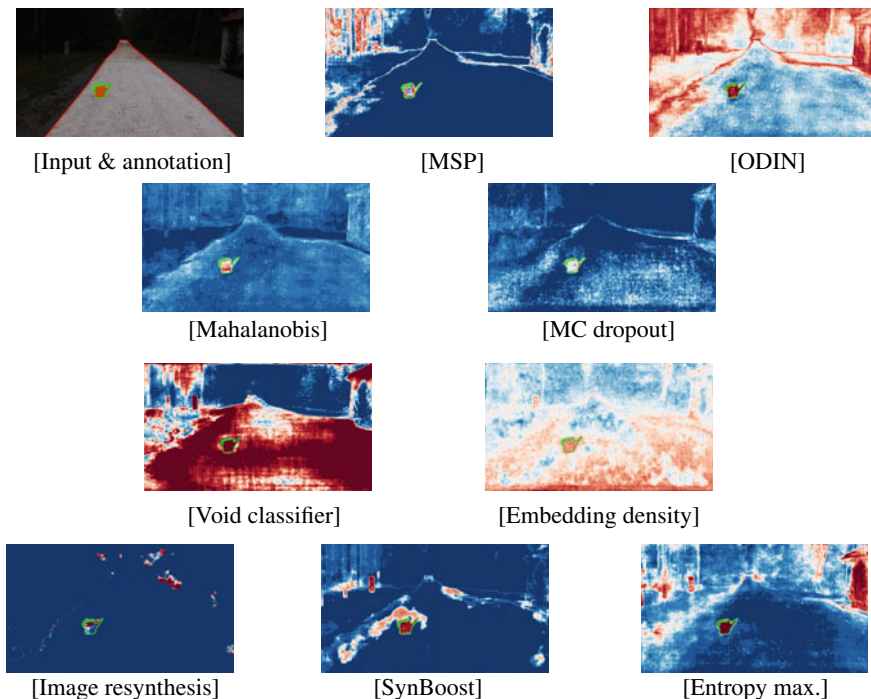 [Input & annotation] [MSP] [ODIN]
[Mahalanobis] [MC dropout]
[Void classifier] [Embedding density]
[Image resynthesis] [SynBoost] [Entropy max.]